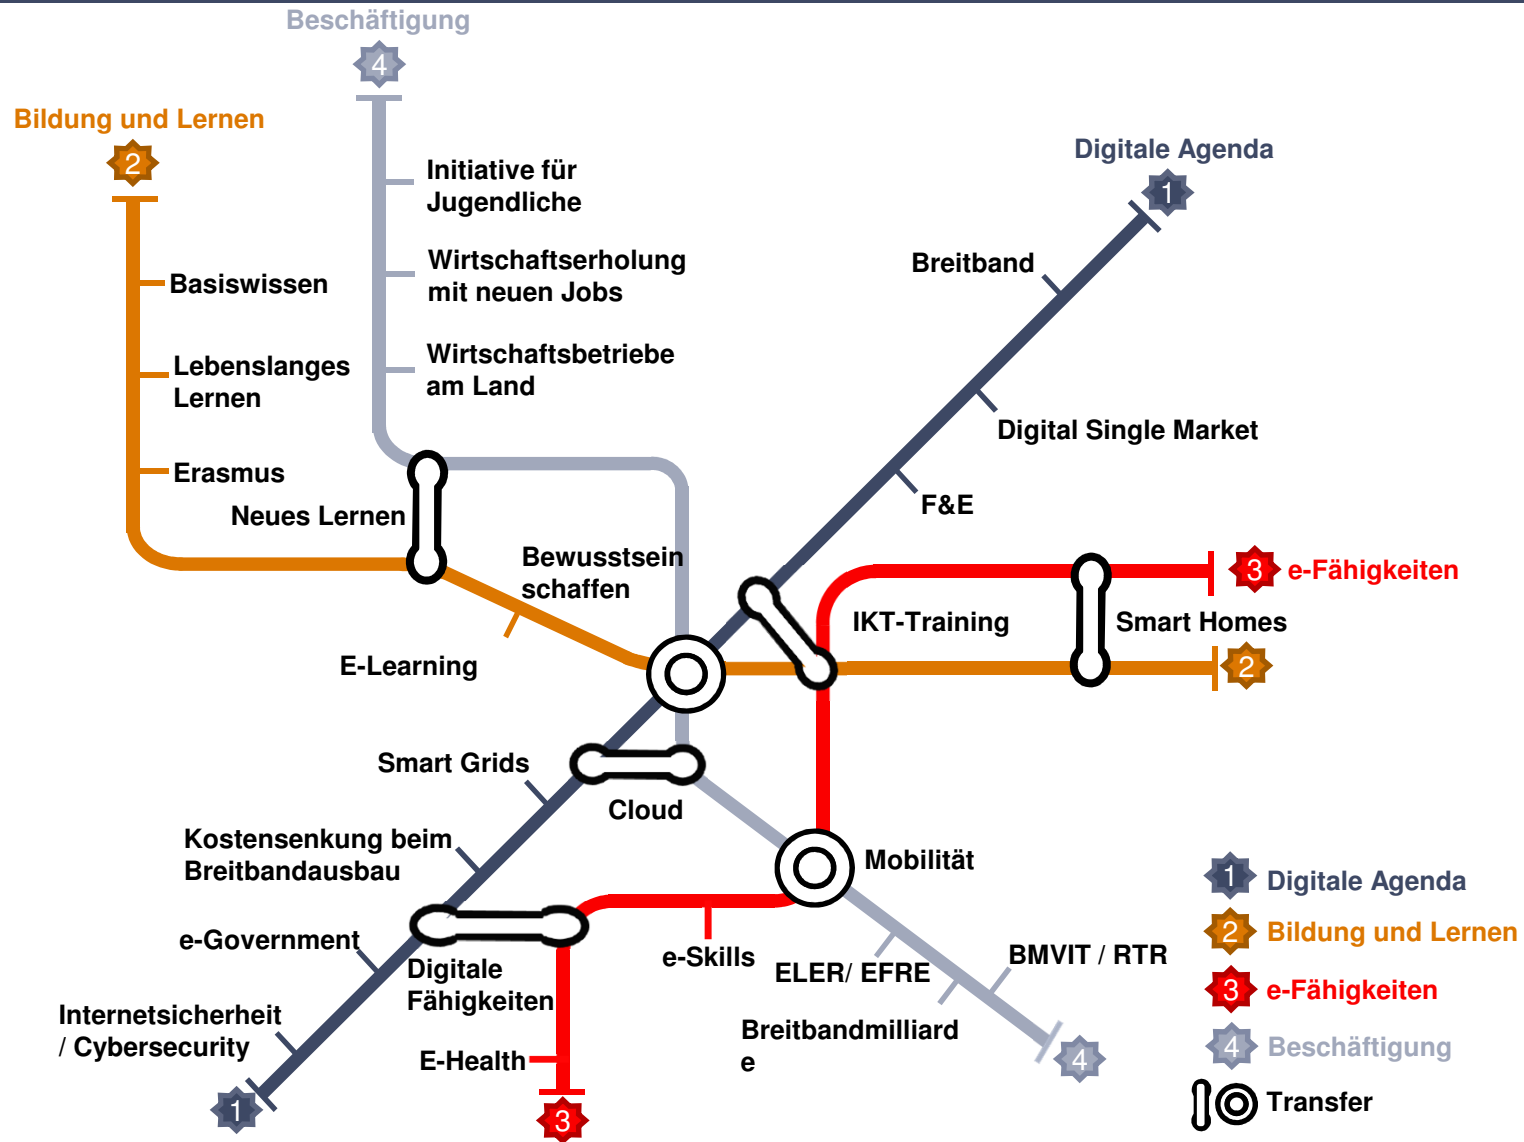 Beschäftigung
4
Bildung und Lernen
2
Digitale Agenda
1
Initiative für
Jugendliche
Wirtschaftserholung
mit neuen Jobs
Wirtschaftsbetriebe
am Land
Basiswissen
Lebenslanges
Lernen
Erasmus
Neues Lernen
Breitband
Digital Single Market
F&E
Bewusstsein
schaffen
E-Learning
3
e-Fähigkeiten
IKT-Training
Smart Homes
2
Smart Grids
Cloud
Kostensenkung beim
Breitbandausbau
Mobilität
e-Government
Digitale
Fähigkeiten
e-Skills
ELER/ EFRE
BMVIT / RTR
Internetsicherheit
/ Cybersecurity
E-Health
Breitbandmilliard
e
1
3
4
1
Digitale Agenda
2
Bildung und Lernen
3
e-Fähigkeiten
4
Beschäftigung
Transfer